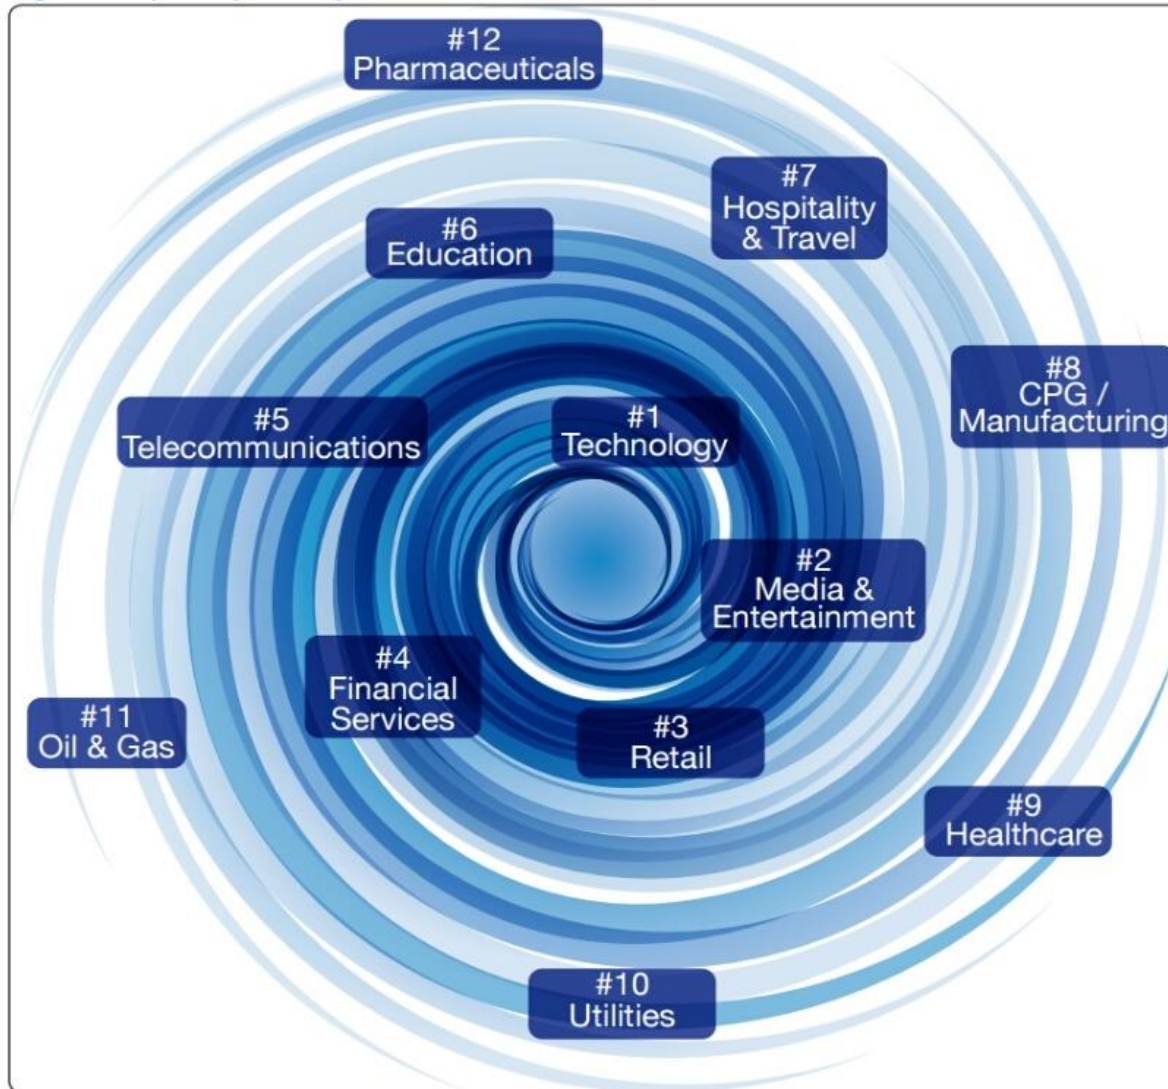 #12
Pharmaceuticals
#7
Hospitality
& Travel
#6
Education
#8
CPG /
Manufacturing
#5
Telecommunications
#1
Technology
#2
Media &
Entertainment
#4
Financial
Services
#11
Oil & Gas
#3
Retail
#9
Healthcare
#10
Utilities